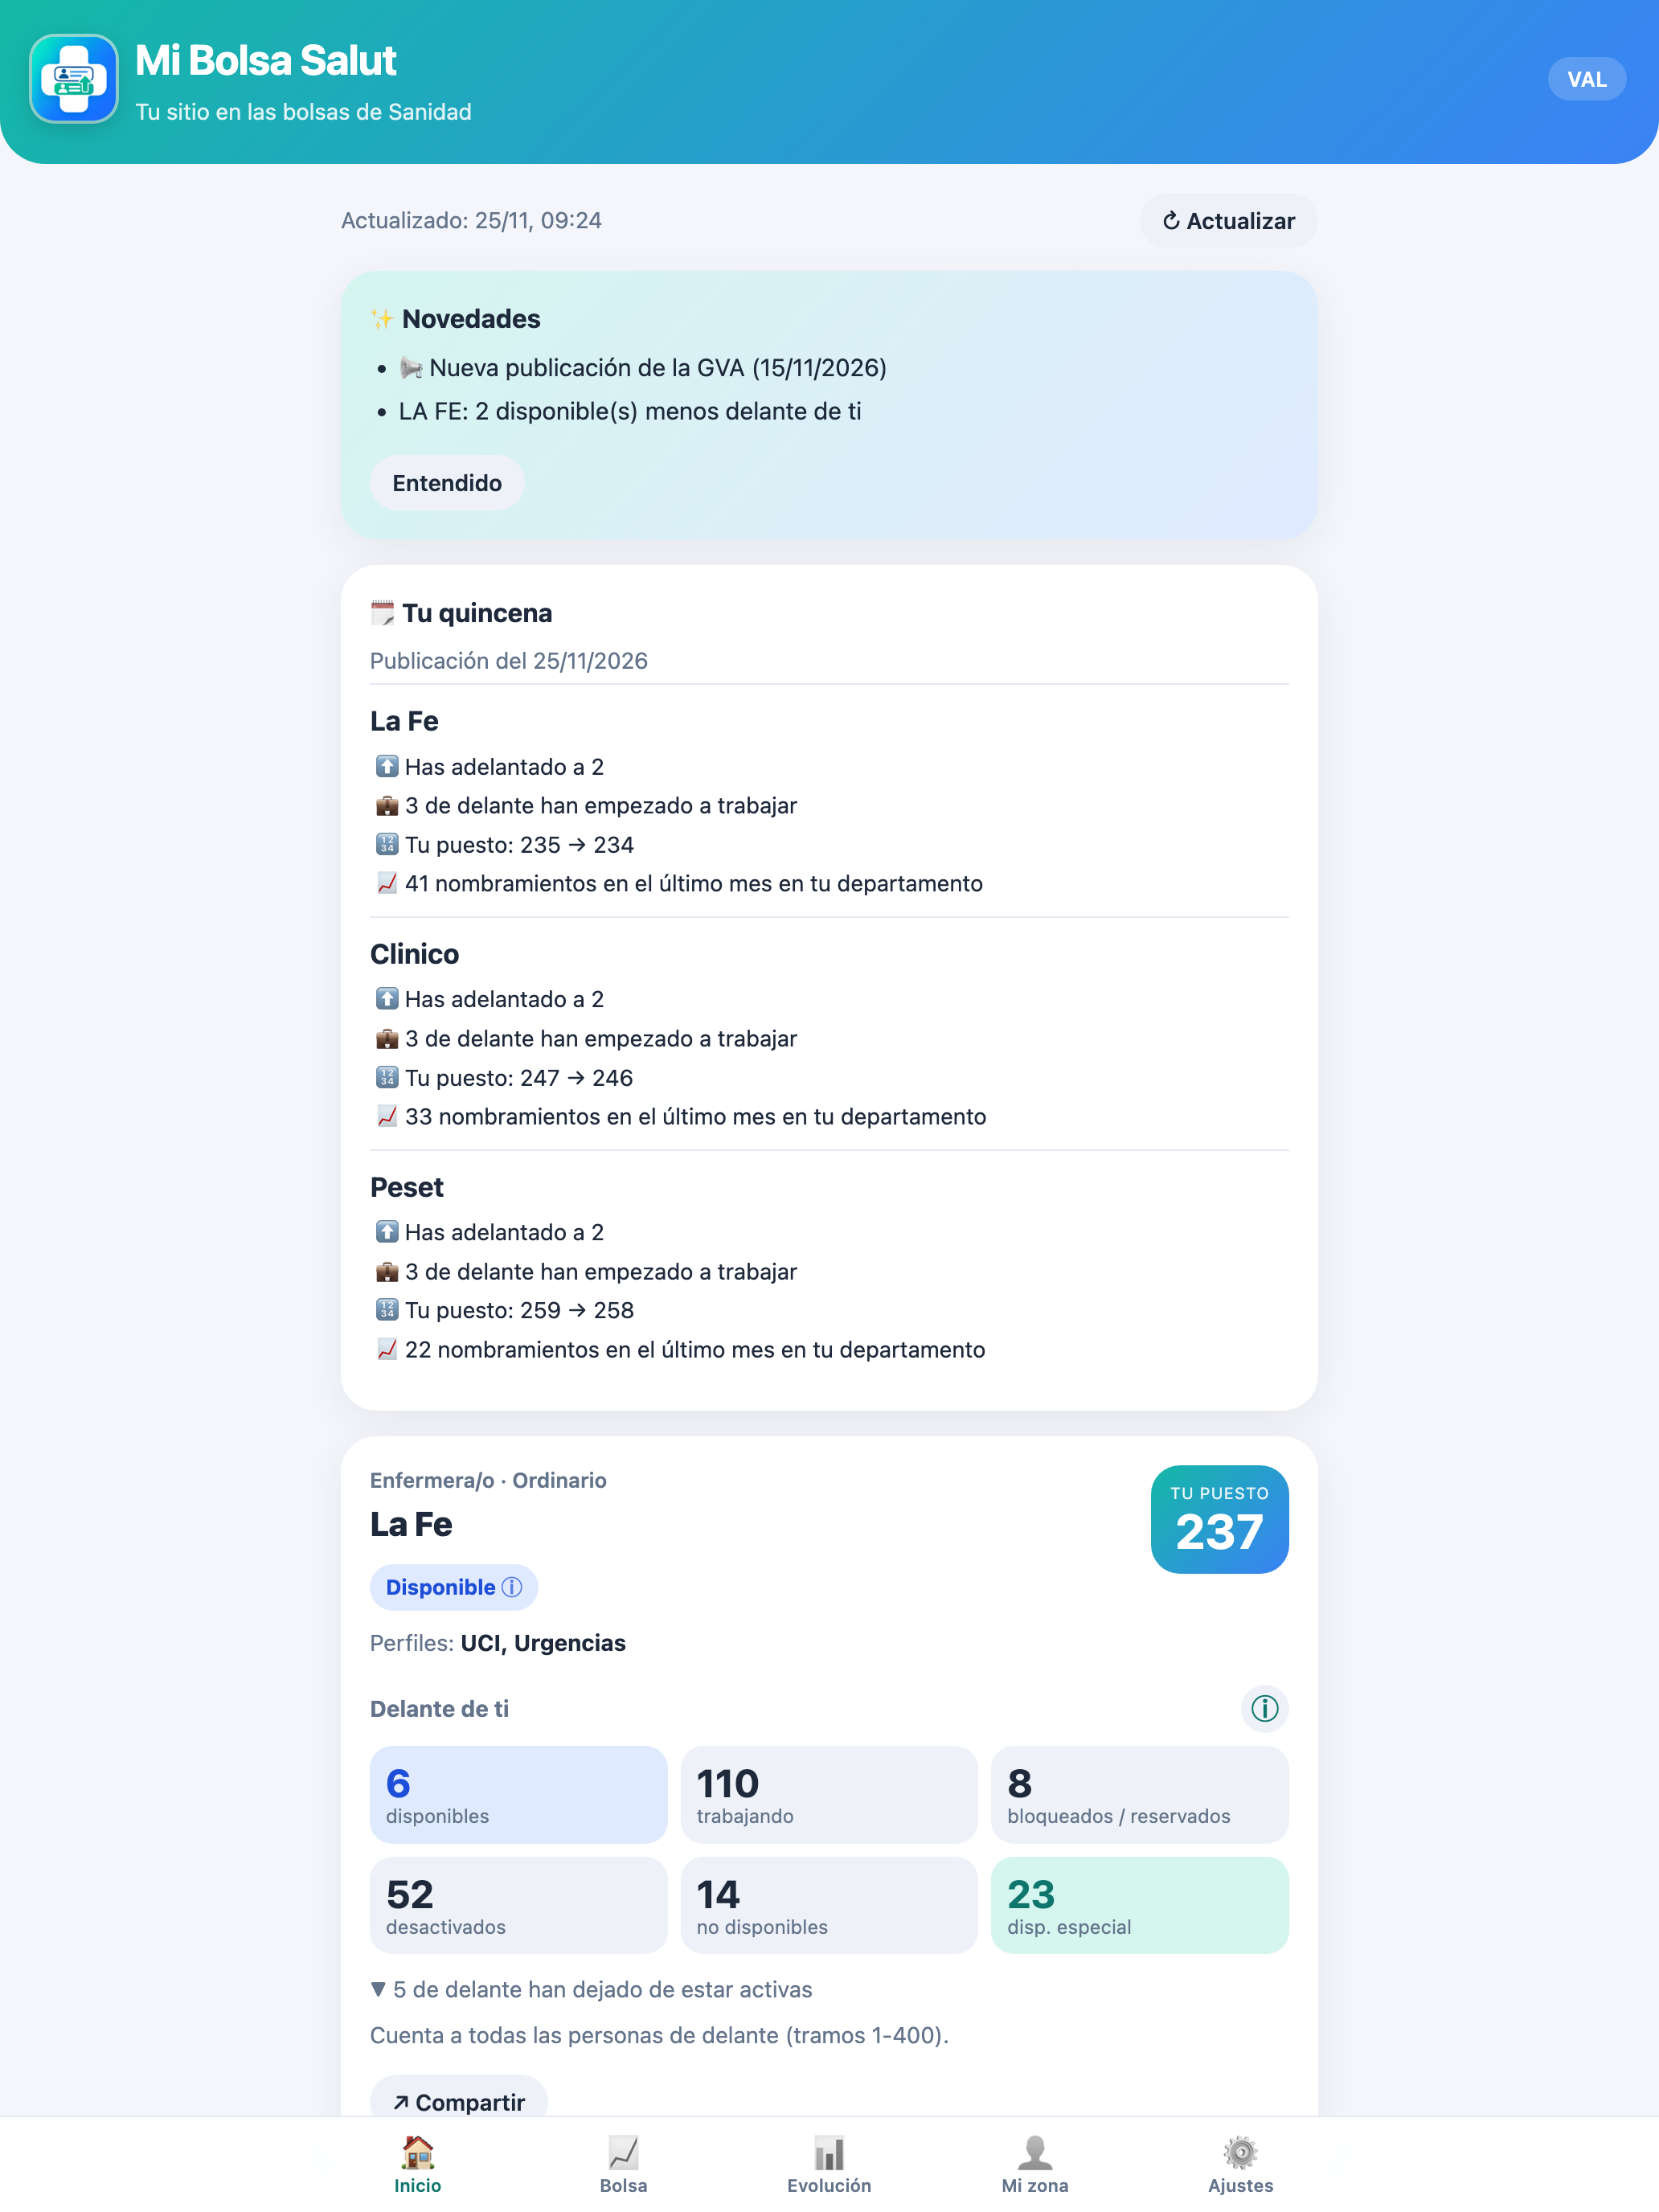 Mi Bolsa Salut
Tu sitio en las bolsas de Sanidad
VAL
Actualizado: 25/11, 09:24
↻ Actualizar
✨ Novedades
• 📢 Nueva publicación de la GVA (15/11/2026)
• LA FE: 2 disponible(s) menos delante de ti
Entendido
🗓️ Tu quincena
Publicación del 25/11/2026
La Fe
⬆️ Has adelantado a 2
💼 3 de delante han empezado a trabajar
🔢 Tu puesto: 235 → 234
📈 41 nombramientos en el último mes en tu departamento
Clinico
⬆️ Has adelantado a 2
💼 3 de delante han empezado a trabajar
🔢 Tu puesto: 247 → 246
📈 33 nombramientos en el último mes en tu departamento
Peset
⬆️ Has adelantado a 2
💼 3 de delante han empezado a trabajar
🔢 Tu puesto: 259 → 258
📈 22 nombramientos en el último mes en tu departamento
Enfermera/o · Ordinario
La Fe
TU PUESTO
237
Disponible ⓘ
Perfiles: UCI, Urgencias
Delante de ti
ⓘ
6
disponibles
110
trabajando
8
bloqueados / reservados
52
desactivados
14
no disponibles
23
disp. especial
▼ 5 de delante han dejado de estar activas
Cuenta a todas las personas de delante (tramos 1-400).
↗ Compartir
Inicio
Bolsa
Evolución
Mi zona
Ajustes